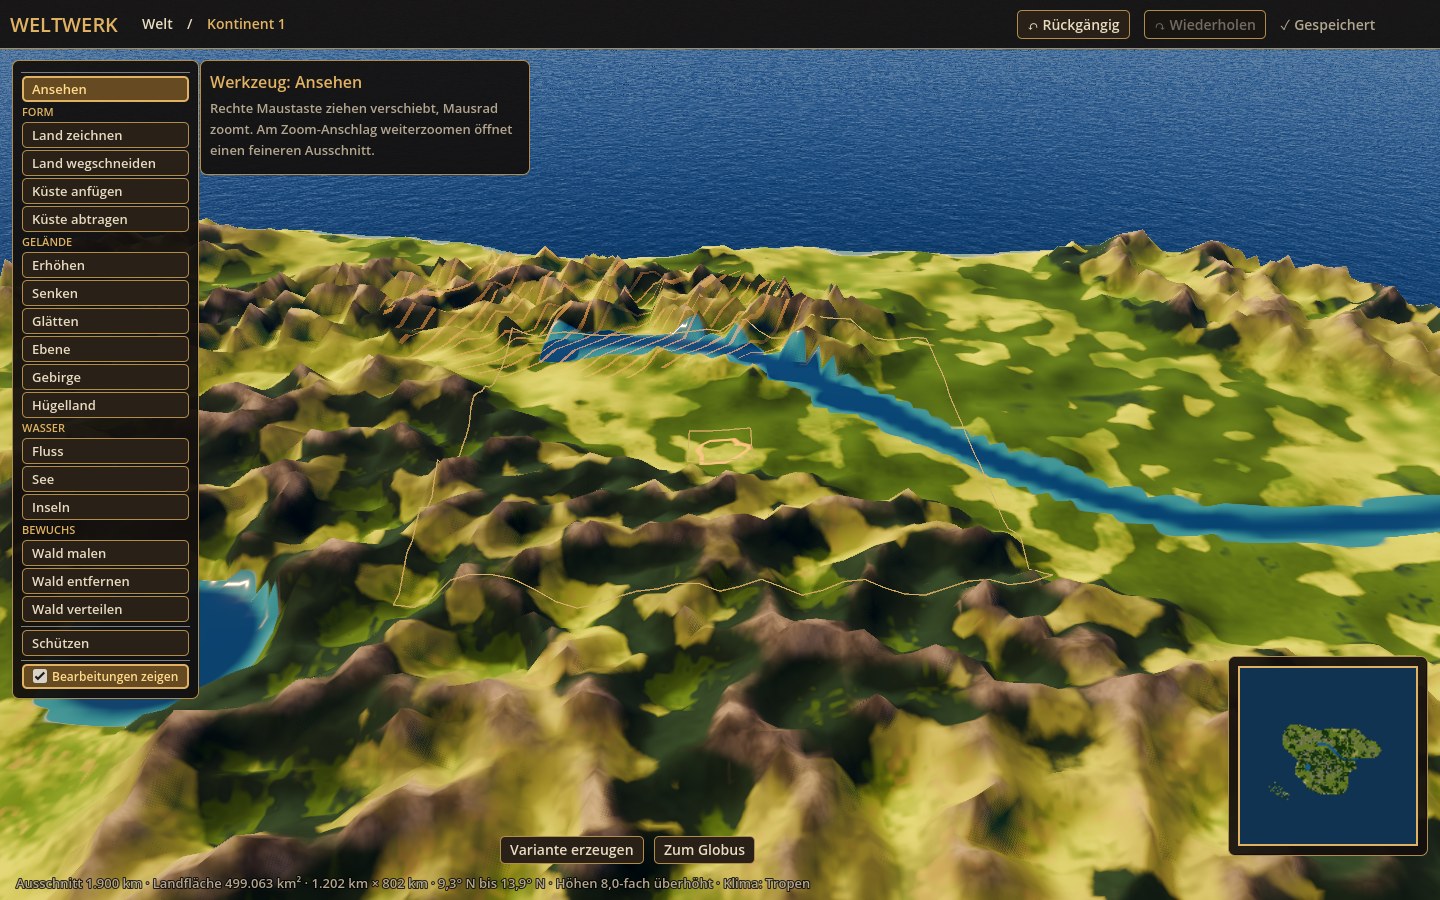 WELTWERK Welt / Kontinent 1 Rückgängig Wiederholen ✓ Gespeichert
Ansehen
FORM
Land zeichnen
Land wegschneiden
Küste anfügen
Küste abtragen
GELÄNDE
Erhöhen
Senken
Glätten
Ebene
Gebirge
Hügelland
WASSER
Fluss
See
Inseln
BEWUCHS
Wald malen
Wald entfernen
Wald verteilen
Schützen
Bearbeitungen zeigen
Werkzeug: Ansehen
Rechte Maustaste ziehen verschiebt, Mausrad
zoomt. Am Zoom-Anschlag weiterzoomen öffnet
einen feineren Ausschnitt.
Variante erzeugen Zum Globus
Ausschnitt 1.900 km · Landfläche 499.063 km² · 1.202 km × 802 km · 9,3° N bis 13,9° N · Höhen 8,0-fach überhöht · Klima: Tropen